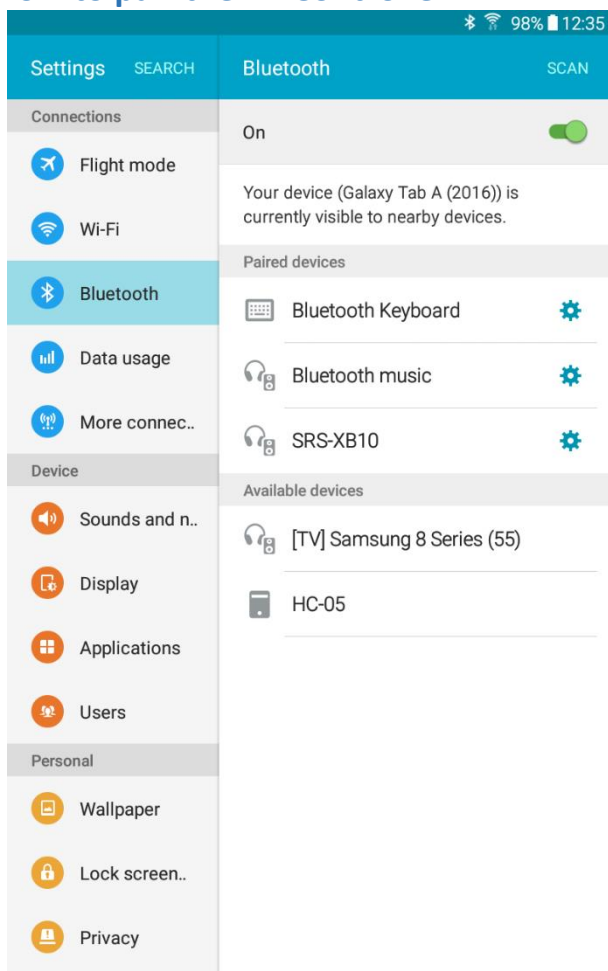 98% 12:35
Settings SEARCH
Bluetooth SCAN
Connections
Flight mode
Wi-Fi
Bluetooth
Data usage
More connec..
Device
Sounds and n..
Display
Applications
Users
Personal
Wallpaper
Lock screen..
Privacy
On
Your device (Galaxy Tab A (2016)) is
currently visible to nearby devices.
Paired devices
Bluetooth Keyboard
Bluetooth music
SRS-XB10
Available devices
[TV] Samsung 8 Series (55)
HC-05